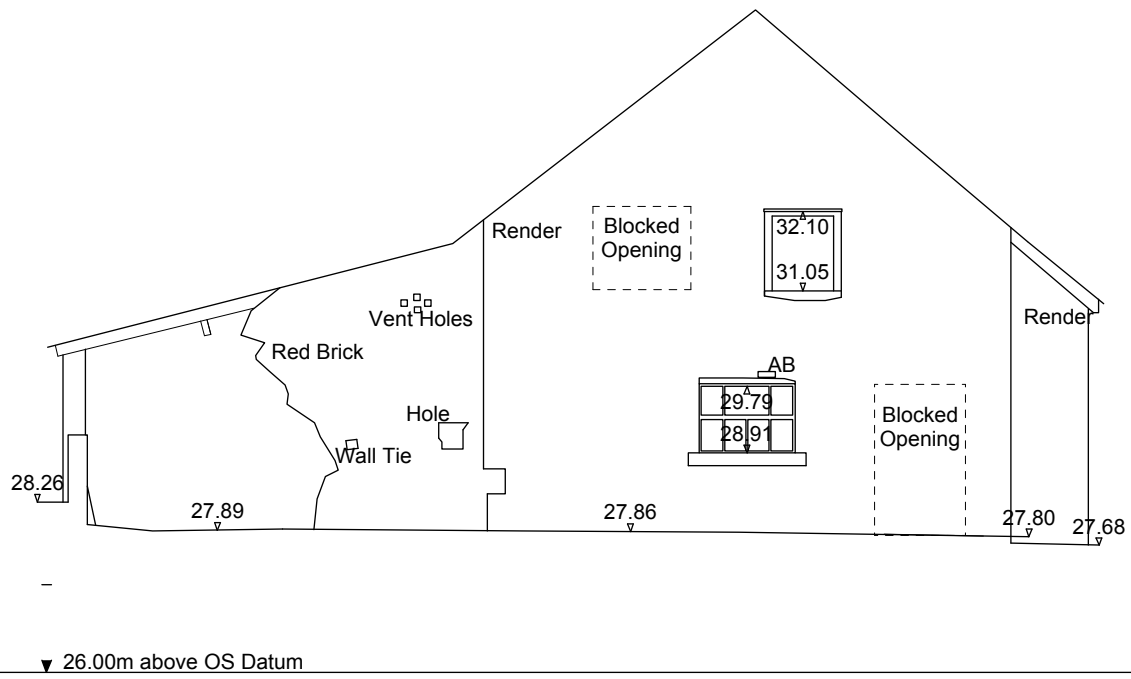 Render
Blocked
Opening
32.10
31.05
Vent Holes
Render
Red Brick
AB
29.79
Hole
28.91
Blocked
Opening
Wall Tie
28.26
27.89
27.86
27.80
27.68
26.00m above OS Datum